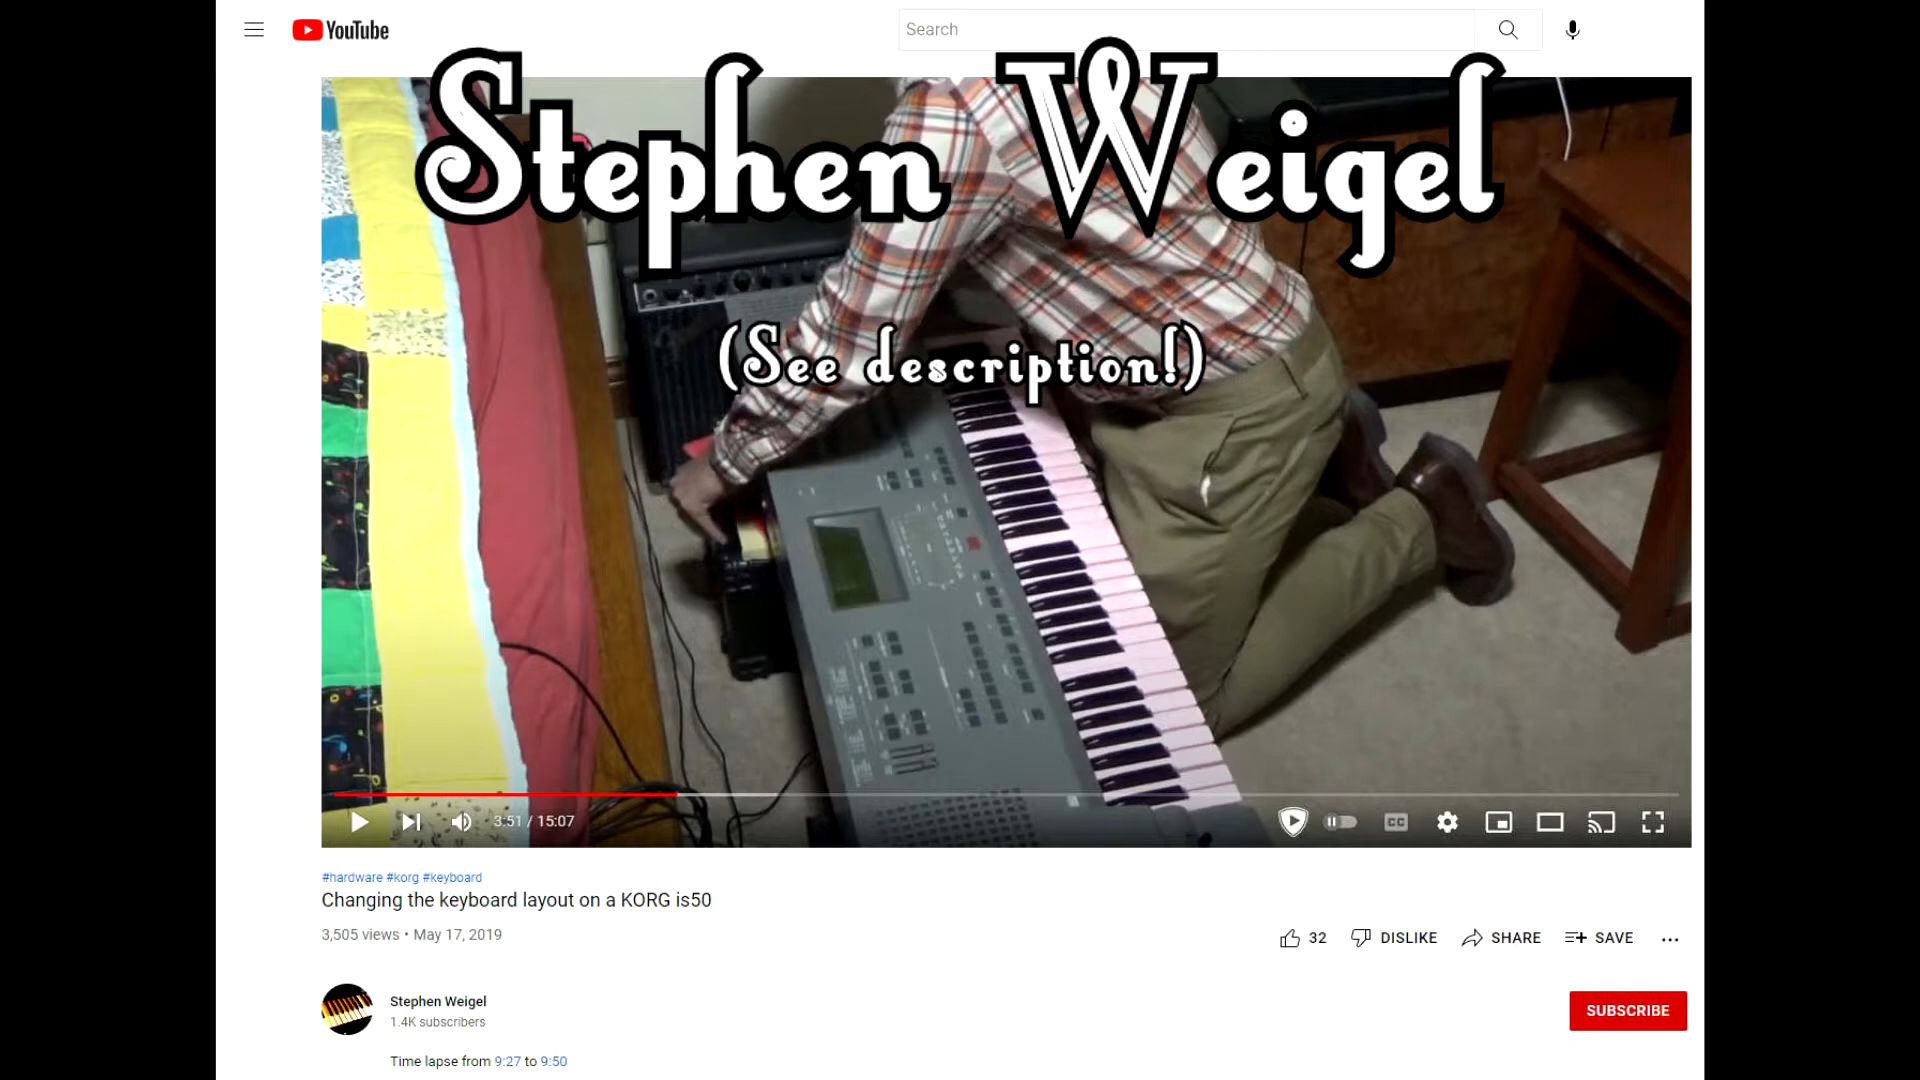 YouTube
Search
Stephen Weigel
(See description!)
3:51 / 15:07
CC
#hardware #korg #keyboard
Changing the keyboard layout on a KORG is50
3,505 views • May 17, 2019
32 DISLIKE SHARE SAVE ...
Stephen Weigel
1.4K subscribers
SUBSCRIBE
Time lapse from 9:27 to 9:50